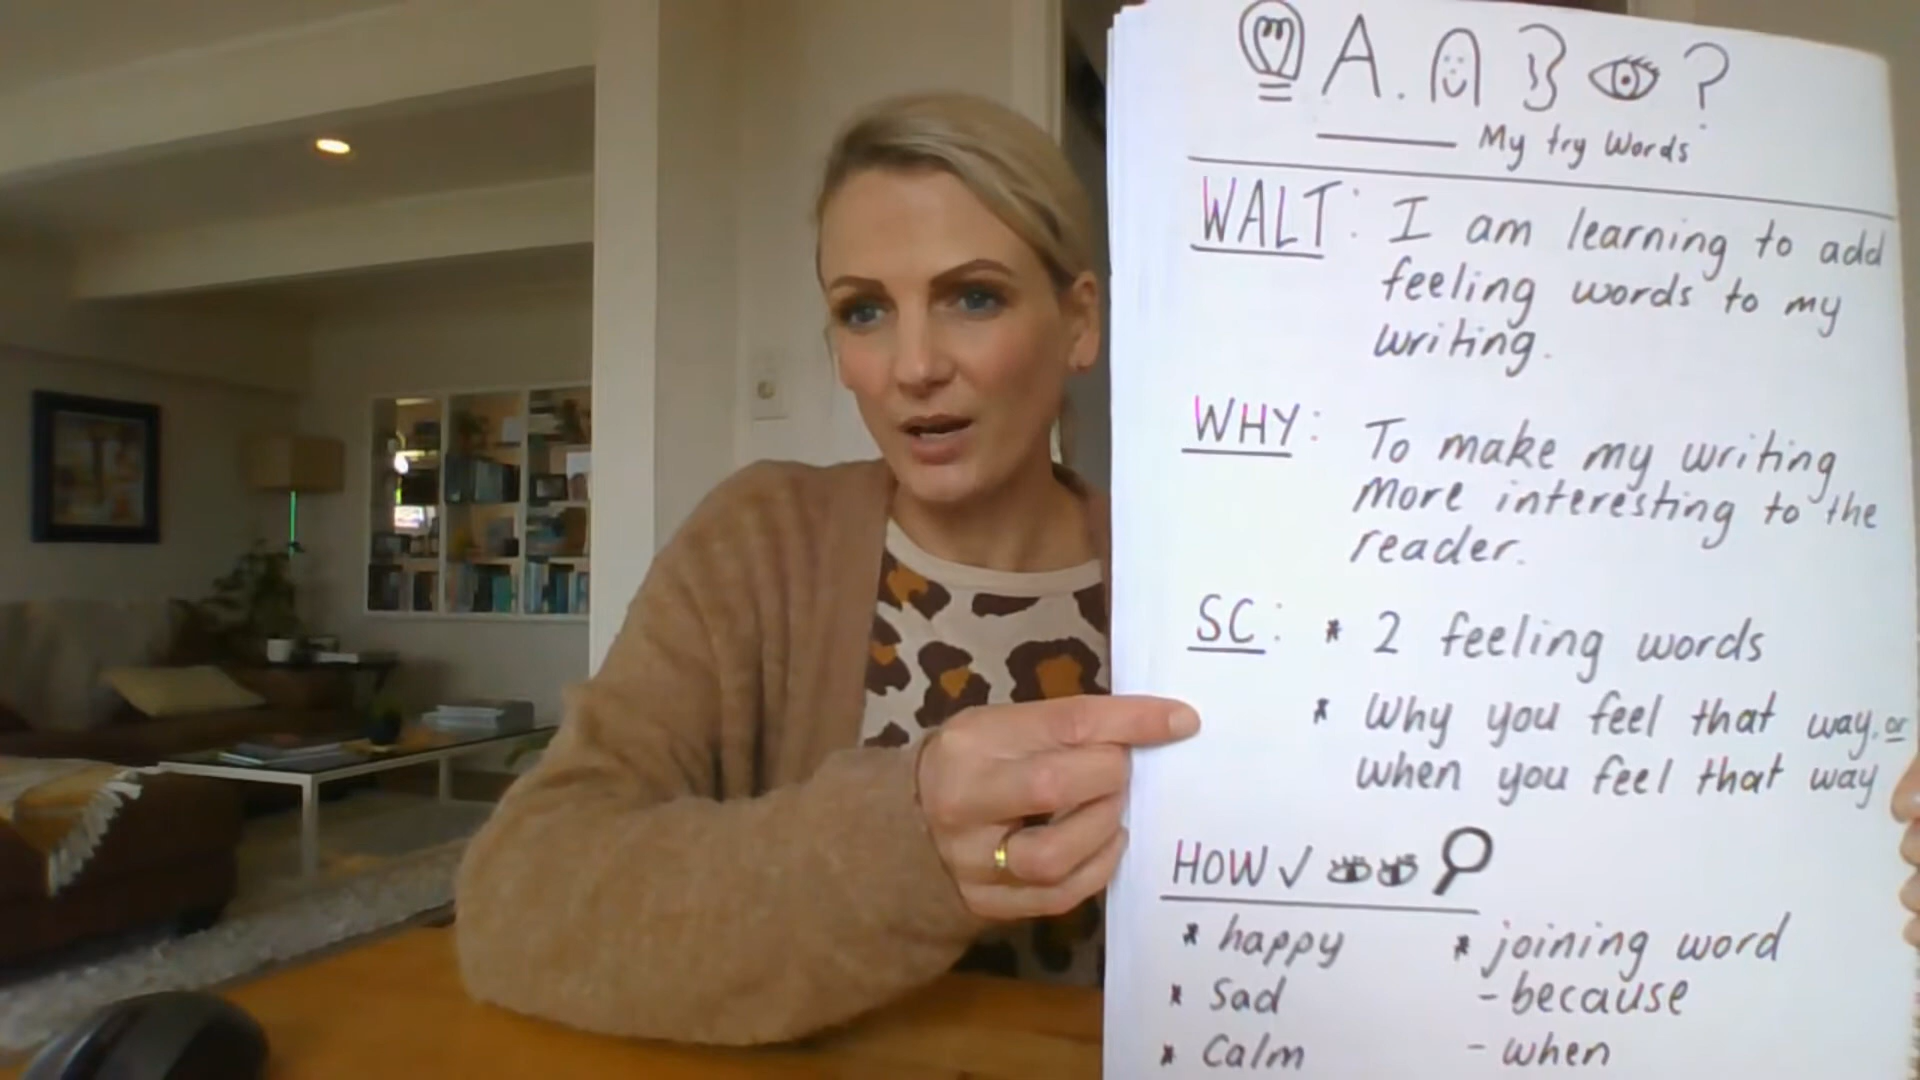 A. ?
My try Words
WALT: I am learning to add
feeling words to my
writing.
WHY: To make my writing
more interesting to the
reader.
SC: * 2 feeling words
* Why you feel that way. or
when you feel that way
HOW ✓
* happy
* sad
* Calm
* joining word
- because
- when